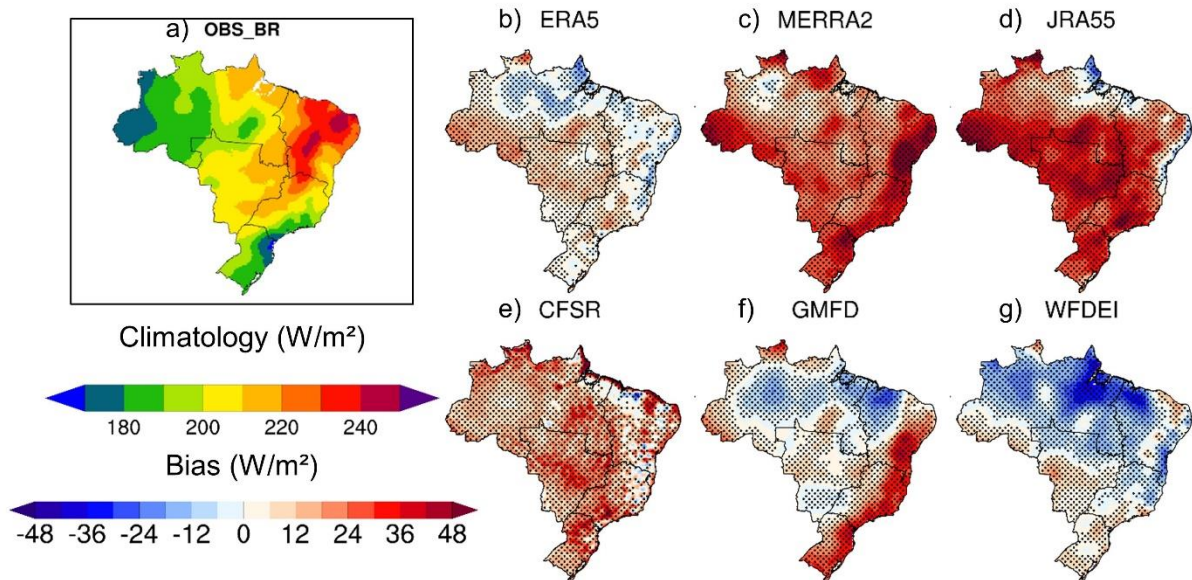 a) OBS_BR
b) ERA5
c) MERRA2
d) JRA55
Climatology (W/m²)
180 200 220 240
Bias (W/m²)
-48 -36 -24 -12 0 12 24 36 48
e) CFSR
f) GMFD
g) WFDEI